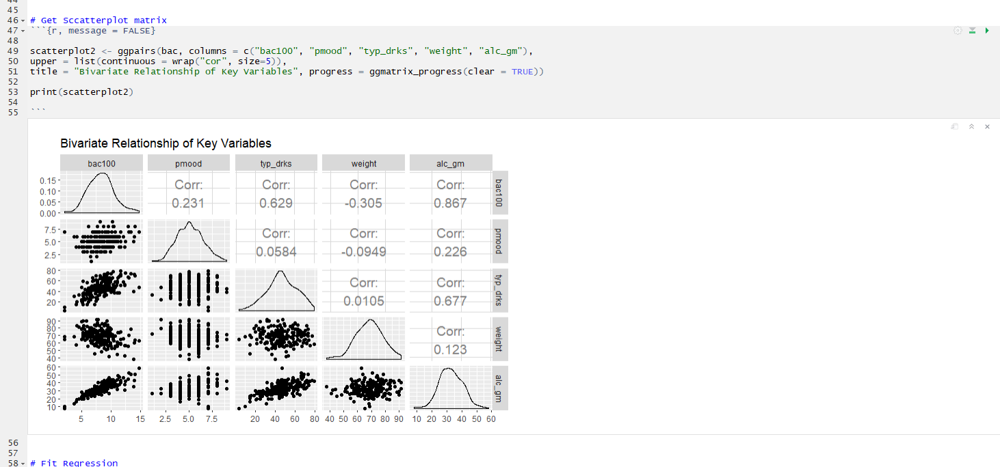 44
45
46 # Get Sccatterplot matrix
47 ```{r, message = FALSE}
48
49 scatterplot2 <- ggpairs(bac, columns = c("bac100", "pmood", "typ_drks", "weight", "alc_gm"),
50 upper = list(continuous = wrap("cor", size=5)),
51 title = "Bivariate Relationship of Key Variables", progress = ggmatrix_progress(clear = TRUE))
52
53 print(scatterplot2)
54
55 ```
Bivariate Relationship of Key Variables
bac100 pmood typ_drks weight alc_gm
0.15
0.10
0.05
0.00
Corr: 
0.231
Corr:
0.629
Corr:
-0.305
Corr:
0.867
bac100
7.5
5.0
2.5
Corr:
0.0584
Corr:
-0.0949
Corr:
0.226
pmood
80
60
40
20
Corr:
0.0105
Corr:
0.677
typ_drks
90
80
70
60
50
40
Corr:
0.123
weight
60
50
40
30
20
10
alc_gm
5 10 15 2.5 5.0 7.5 20 40 60 80 40 50 60 70 80 90 10 20 30 40 50 60
56
57
58 # Fit Regression